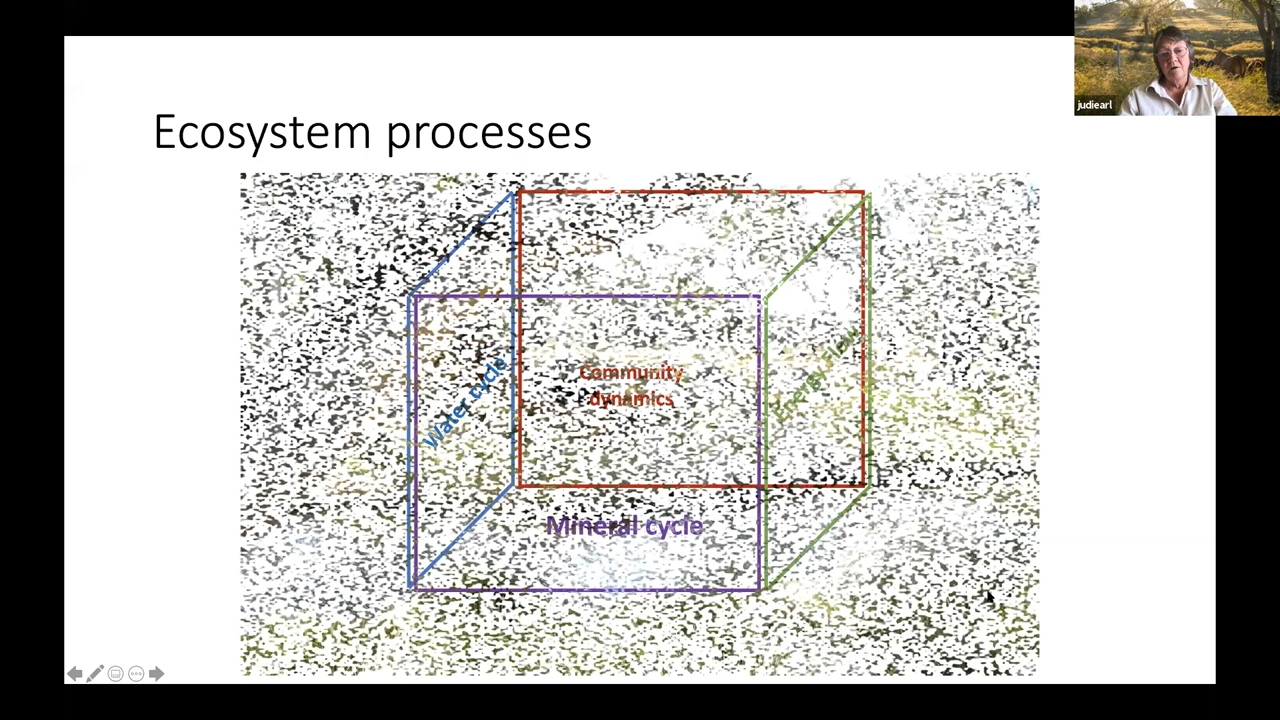 Ecosystem processes
judiearl
Water cycle
Community
dynamics
Energy Flow
Mineral cycle